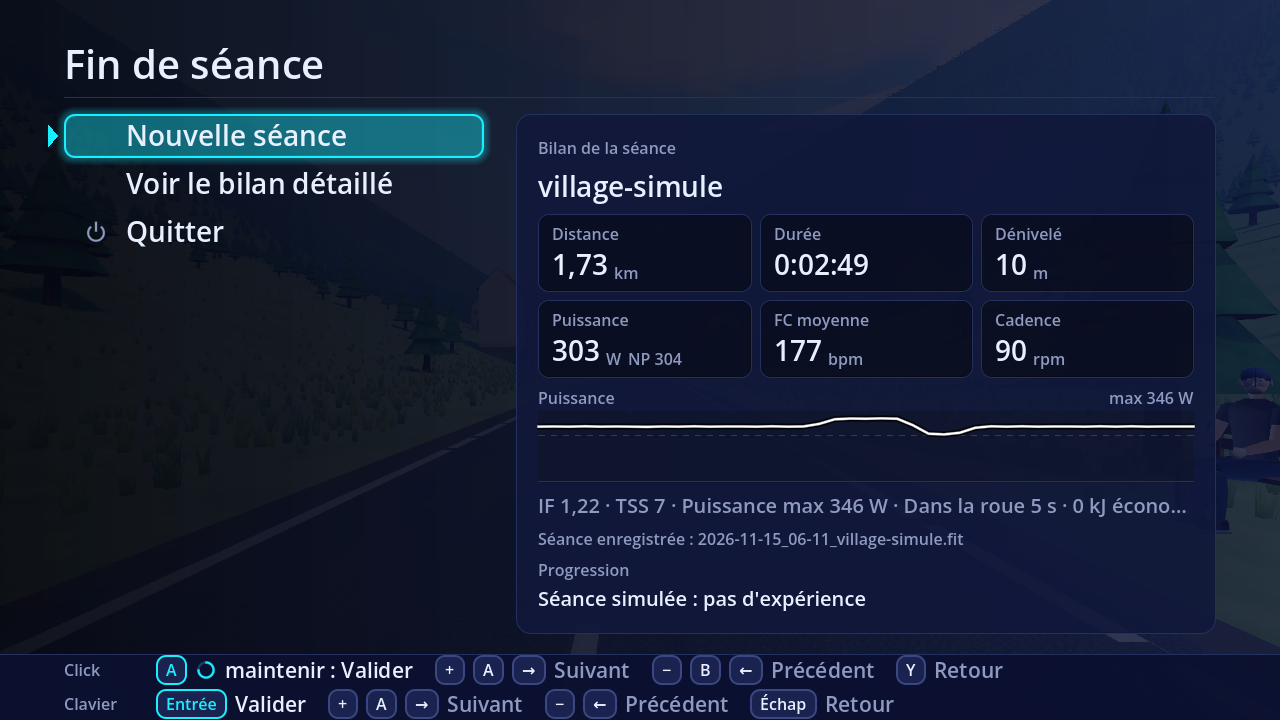 Fin de séance
Nouvelle séance
Voir le bilan détaillé
Quitter
Bilan de la séance
village-simule
Distance
1,73 km
Durée
0:02:49
Dénivelé
10 m
Puissance
303 W NP 304
FC moyenne
177 bpm
Cadence
90 rpm
Puissance max 346 W
IF 1,22 · TSS 7 · Puissance max 346 W · Dans la roue 5 s · 0 kJ écono...
Séance enregistrée : 2026-11-15_06-11_village-simule.fit
Progression
Séance simulée : pas d'expérience
Click A maintenir : Valider + A → Suivant − B ← Précédent Y Retour
Clavier Entrée Valider + A → Suivant − ← Précédent Échap Retour